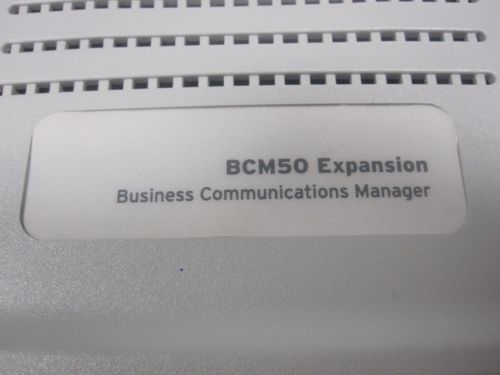 BCM50 Expansion
Business Communications Manager